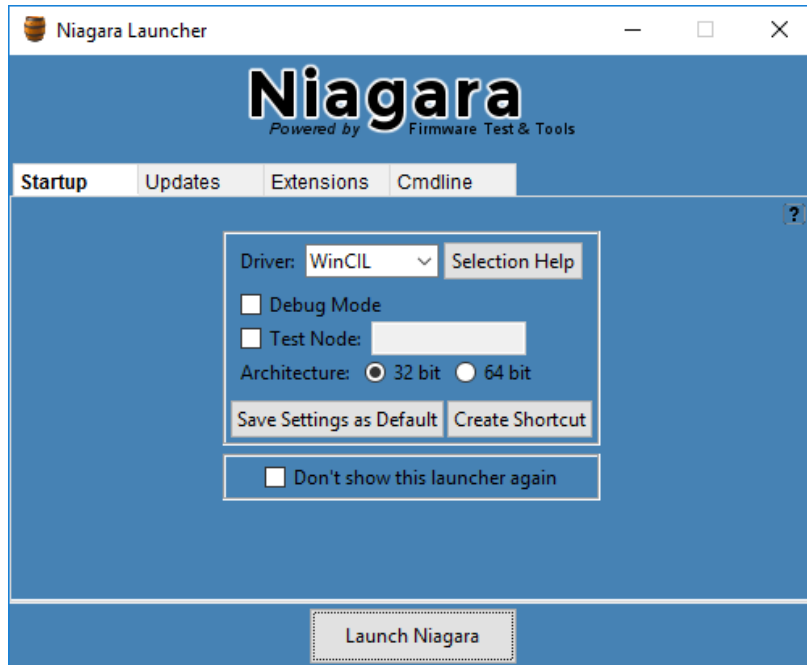 Niagara Launcher
Niagara
Powered by Firmware Test & Tools
Startup Updates Extensions Cmdline
?
Driver: WinCIL Selection Help
Debug Mode
Test Node:
Architecture: 32 bit 64 bit
Save Settings as Default Create Shortcut
Don't show this launcher again
Launch Niagara